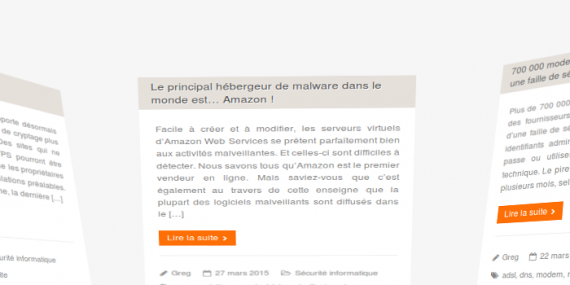 porte désormais
de cryptage plus
Des sites qui ne
PS pourront être
e les propriétaires
lations préalables.
ne, la dernière [...]
urité informatique
Le principal hébergeur de malware dans le
monde est... Amazon !
Facile à créer et à modifier, les serveurs virtuels
d'Amazon Web Services se prêtent parfaitement bien
aux activités malveillantes. Et celles-ci sont difficiles à
détecter. Nous savons tous qu'Amazon est le premier
vendeur en ligne. Mais saviez-vous que c'est
également au travers de cette enseigne que la
plupart des logiciels malveillants sont diffusés dans
le [...]
Lire la suite >
Greg 27 mars 2015 Sécurité informatique
700 000 mode
une faille de sé
Plus de 700 000
des fournisseurs
d'une faille de sé
identifiants admi
passe ou utilise
technique. Le pire
plusieurs mois, sel
Lire la suite >
Greg 22 mars
adsl, dns, modem, r